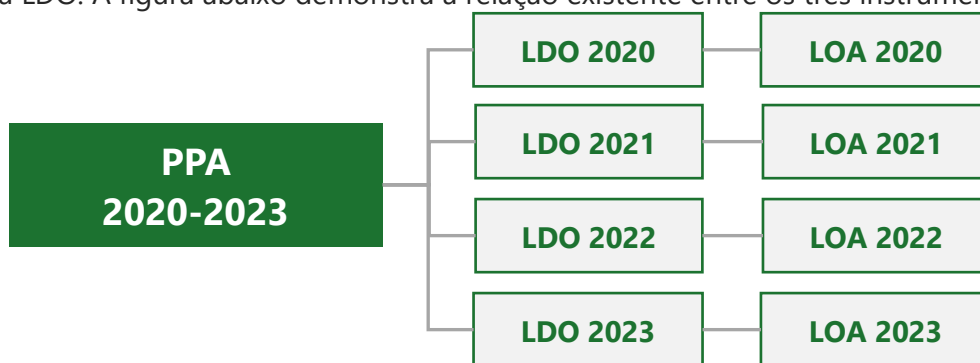 LDO. A figura abaixo demonstra a relação existente entre os três
LDO 2020
LOA 2020
LDO 2021
LOA 2021
PPA
2020-2023
LDO 2022
LOA 2022
LDO 2023
LOA 2023